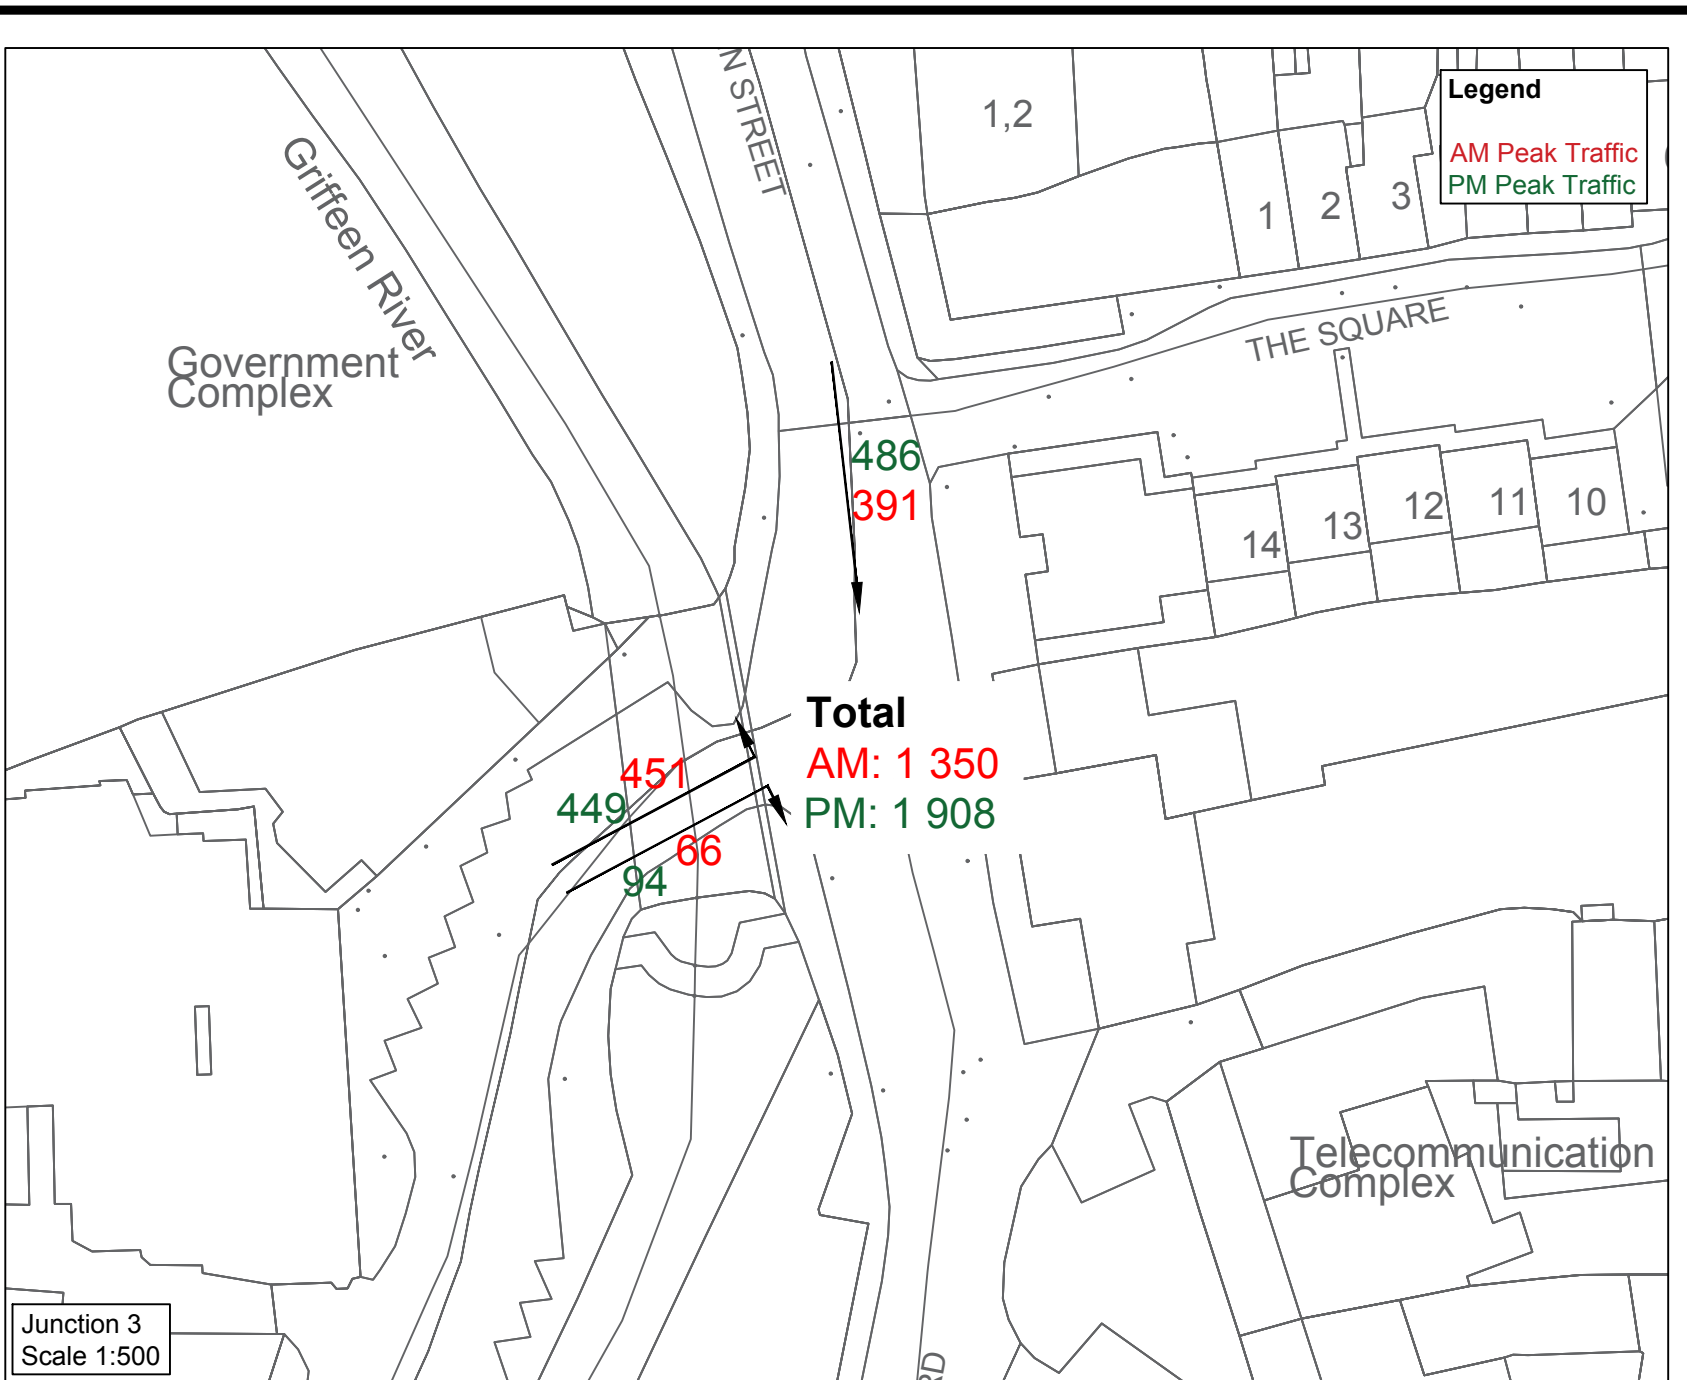 N STREET
1,2
Legend
AM Peak Traffic
PM Peak Traffic
1
2
3
Griffeen River
THE SQUARE
Government
Complex
486
391
14
13
12
11
10
Total
AM: 1 350
PM: 1 908
451
449
66
94
Telecommunication
Complex
Junction 3
Scale 1:500
RD